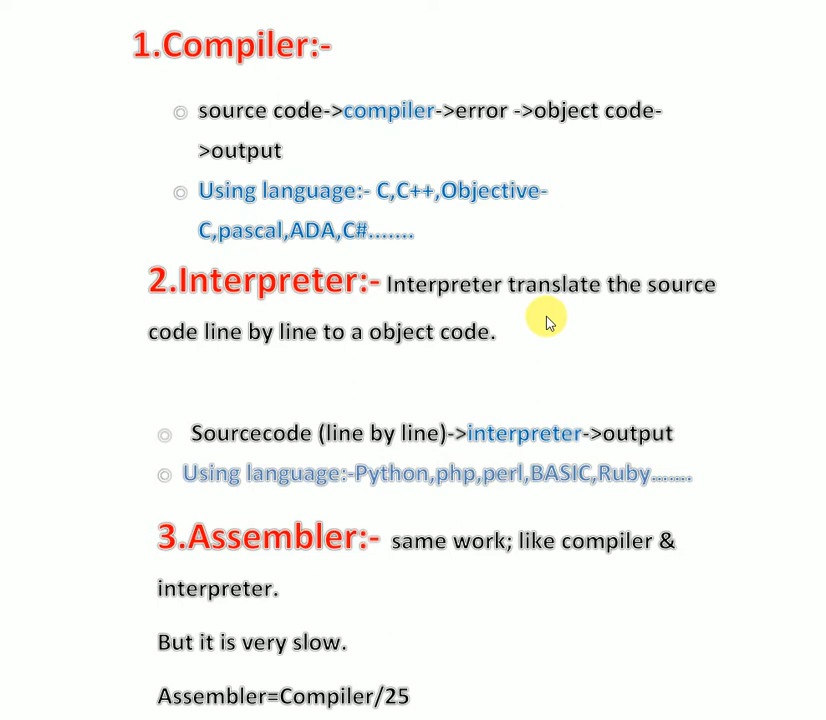 1.Compiler:-
source code->compiler->error ->object code-
>output
Using language:- C,C++,Objective-
C,pascal,ADA,C#.......
2.Interpreter:- Interpreter translate the source
code line by line to a object code.
Sourcecode (line by line)->interpreter->output
Using language:-Python,php,perl,BASIC,Ruby.......
3.Assembler:- same work; like compiler &
interpreter.
But it is very slow.
Assembler=Compiler/25